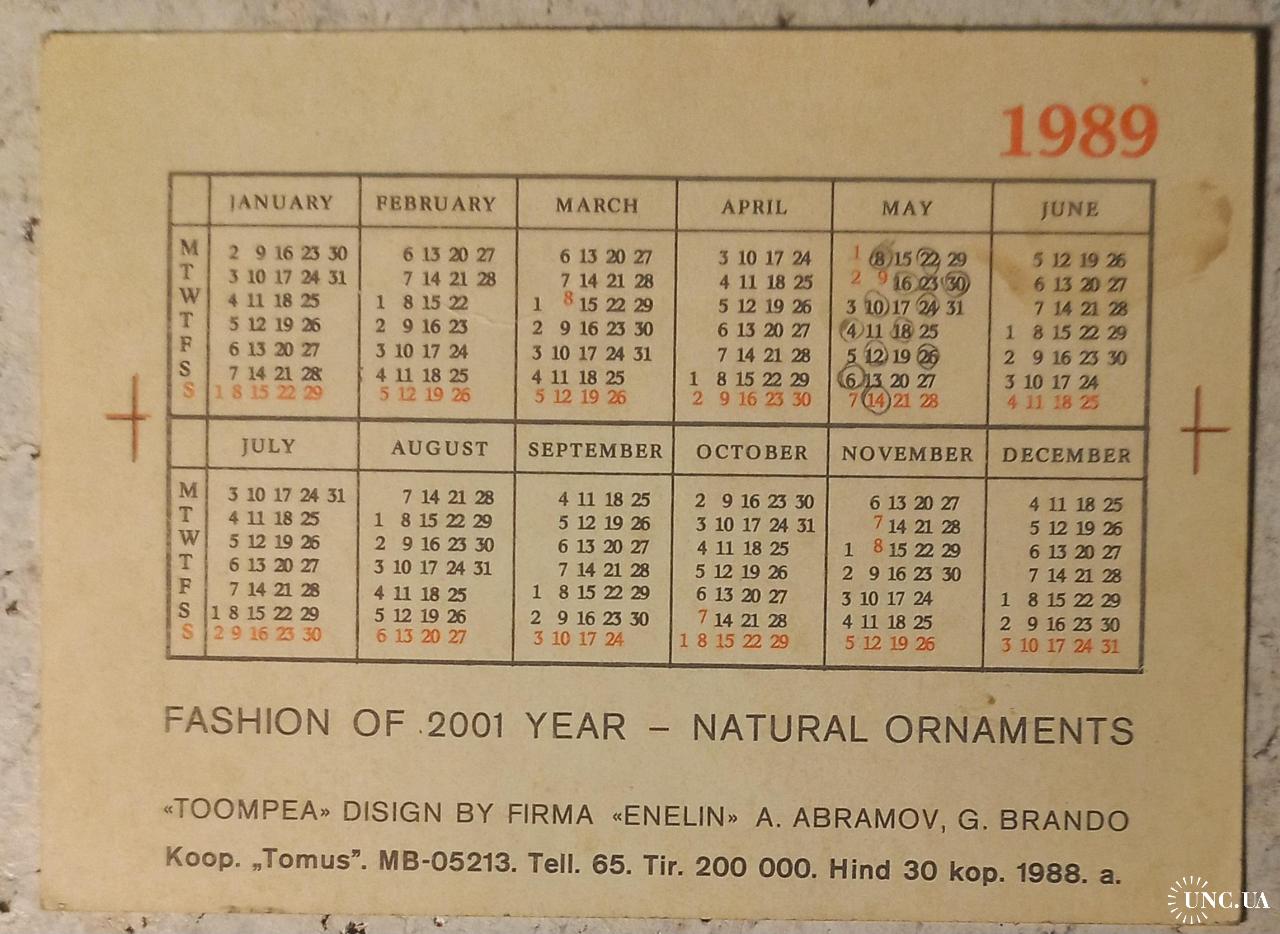 1989
JANUARY FEBRUARY MARCH APRIL MAY JUNE
M 2 9 16 23 30 6 13 20 27 6 13 20 27 3 10 17 24 1 8 15 22 29 5 12 19 26
T 3 10 17 24 31 7 14 21 28 7 14 21 28 4 11 18 25 2 9 16 23 30 6 13 20 27
W 4 11 18 25 1 8 15 22 1 8 15 22 29 5 12 19 26 3 10 17 24 31 7 14 21 28
T 5 12 19 26 2 9 16 23 2 9 16 23 30 6 13 20 27 4 11 18 25 1 8 15 22 29
F 6 13 20 27 3 10 17 24 3 10 17 24 31 7 14 21 28 5 12 19 26 2 9 16 23 30
S 7 14 21 28 4 11 18 25 4 11 18 25 1 8 15 22 29 6 13 20 27 3 10 17 24
S 1 8 15 22 29 5 12 19 26 5 12 19 26 2 9 16 23 30 7 14 21 28 4 11 18 25
JULY AUGUST SEPTEMBER OCTOBER NOVEMBER DECEMBER
M 3 10 17 24 31 7 14 21 28 4 11 18 25 2 9 16 23 30 6 13 20 27 4 11 18 25
T 4 11 18 25 1 8 15 22 29 5 12 19 26 3 10 17 24 31 7 14 21 28 5 12 19 26
W 5 12 19 26 2 9 16 23 30 6 13 20 27 4 11 18 25 1 8 15 22 29 6 13 20 27
T 6 13 20 27 3 10 17 24 31 7 14 21 28 5 12 19 26 2 9 16 23 30 7 14 21 28
F 7 14 21 28 4 11 18 25 1 8 15 22 29 6 13 20 27 3 10 17 24 1 8 15 22 29
S 1 8 15 22 29 5 12 19 26 2 9 16 23 30 7 14 21 28 4 11 18 25 2 9 16 23 30
S 2 9 16 23 30 6 13 20 27 3 10 17 24 1 8 15 22 29 5 12 19 26 3 10 17 24 31
FASHION OF 2001 YEAR – NATURAL ORNAMENTS
«TOOMPEA» DISIGN BY FIRMA «ENELIN» A. ABRAMOV, G. BRANDO
Koop. „Tomus". MB-05213. Tell. 65. Tir. 200 000. Hind 30 kop. 1988. a.
UNC.UA